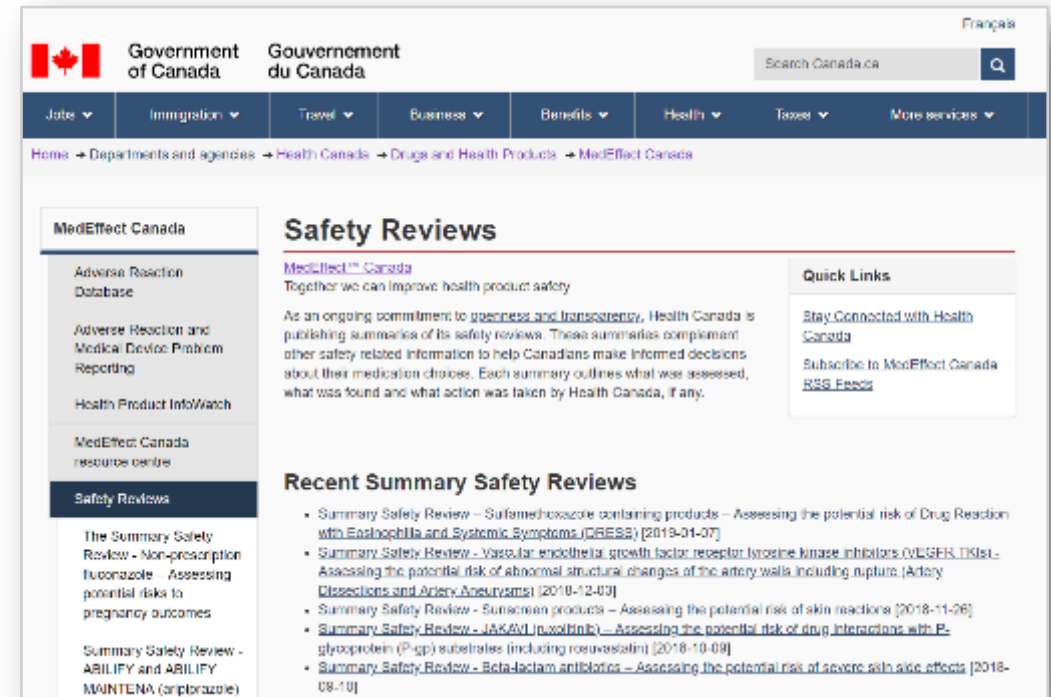 Français
Government of Canada
Gouvernement du Canada
Search Canada.ca
Jobs Immigration Travel Business Benefits Health Taxes More services
Home → Departments and agencies → Health Canada → Drugs and Health Products → MedEffect Canada
MedEffect Canada
Adverse Reaction
Database
Adverse Reaction and
Medical Device Problem
Reporting
Health Product InfoWatch
MedEffect Canada
resource centre
Safety Reviews
The Summary Safety
Review - Non-prescription
fluconazole – Assessing
potential risks to
pregnancy outcomes
Summary Safety Review -
ABILIFY and ABILIFY
MAINTENA (aripiprazole)
Safety Reviews
MedEffect™ Canada
Together we can improve health product safety
As an ongoing commitment to openness and transparency, Health Canada is
publishing summaries of its safety reviews. These summaries complement
other safety related information to help Canadians make informed decisions
about their medication choices. Each summary outlines what was assessed,
what was found and what action was taken by Health Canada, if any.
Quick Links
Stay Connected with Health
Canada
Subscribe to MedEffect Canada
RSS Feeds
Recent Summary Safety Reviews
• Summary Safety Review – Sulfamethoxazole containing products – Assessing the potential risk of Drug Reaction
with Eosinophilia and Systemic Symptoms (DRESS) [2019-01-07]
• Summary Safety Review - Vascular endothelial growth factor receptor tyrosine kinase inhibitors (VEGFR TKIs) -
Assessing the potential risk of abnormal structural changes of the artery walls including rupture (Artery
Dissections and Artery Aneurysms) [2018-12-03]
• Summary Safety Review - Sunscreen products – Assessing the potential risk of skin reactions [2018-11-26]
• Summary Safety Review - JAKAVI (ruxolitinib) – Assessing the potential risk of drug interactions with P-
glycoprotein (P-gp) substrates (including rosuvastatin) [2018-10-09]
• Summary Safety Review - Beta-lactam antibiotics – Assessing the potential risk of severe skin side effects [2018-
09-10]